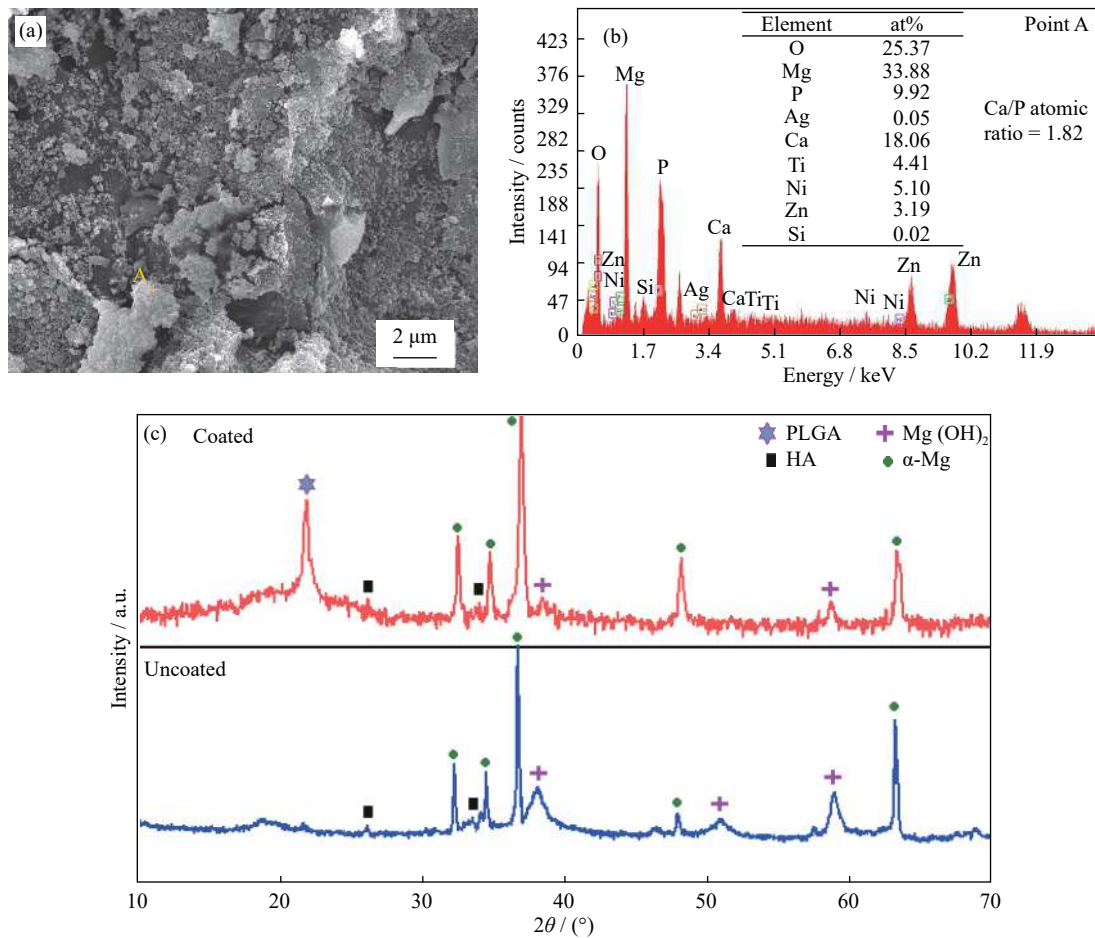 (a)
A
2 μm
(b)
Point A
Element at%
O 25.37
Mg 33.88
P 9.92
Ag 0.05
Ca 18.06
Ti 4.41
Ni 5.10
Zn 3.19
Si 0.02
Ca/P atomic
ratio = 1.82
Intensity / counts
423
376
329
282
235
188
141
94
47
0
O
Mg
P
Ca
Zn
Ni
Si
Ag
Ca Ti Ti
Ni
Ni
Zn
Zn
0 1.7 3.4 5.1 6.8 8.5 10.2 11.9
Energy / keV
(c)
Coated
PLGA
Mg (OH)2
HA
α-Mg
Uncoated
Intensity / a.u.
10 20 30 40 50 60 70
2θ / (°)